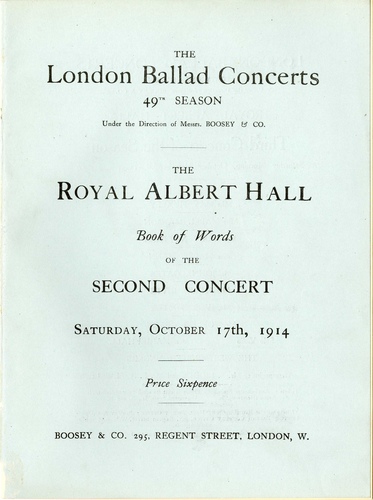 THE
London Ballad Concerts
49TH SEASON
Under the Direction of Messrs. BOOSEY & CO.
THE
ROYAL ALBERT HALL
Book of Words
OF THE
SECOND CONCERT
SATURDAY, OCTOBER 17th, 1914
Price Sixpence
BOOSEY & CO. 295, REGENT STREET, LONDON, W.